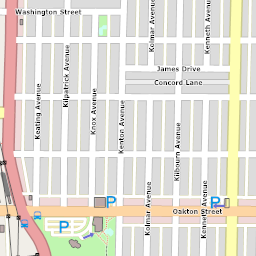 Washington Street
Kolmar Avenue
Kenneth Avenue
James Drive
Concord Lane
Kilpatrick Avenue
Keating Avenue
Knox Avenue
Kenton Avenue
Kilbourn Avenue
P
P
Oakton Street
Kolmar Avenue
Kenneth Avenue
P